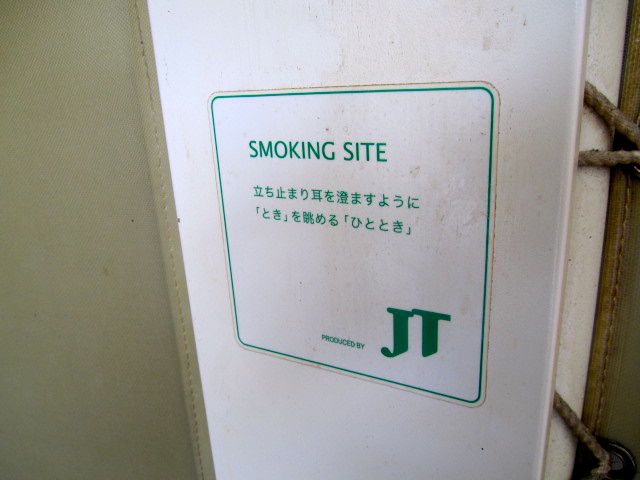 SMOKING SITE
立ち止まり耳を澄ますように
「とき」を眺める「ひととき」
PRODUCED BY
JT